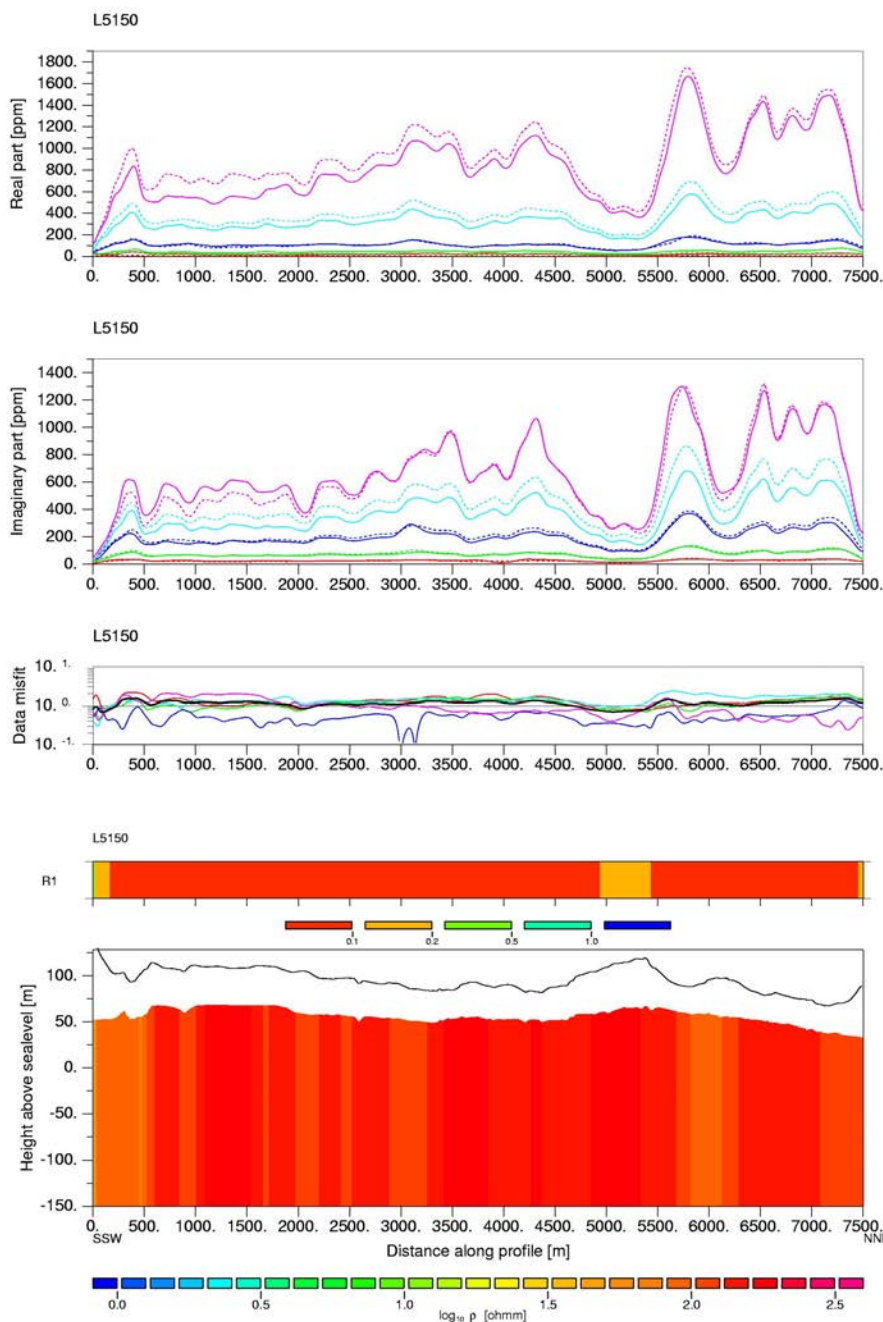 L5150
1800.
1600.
1400.
1200.
1000.
800.
600.
400.
200.
0.
Real part [ppm]
0. 500. 1000. 1500. 2000. 2500. 3000. 3500. 4000. 4500. 5000. 5500. 6000. 6500. 7000. 7500.
L5150
1400.
1200.
1000.
800.
600.
400.
200.
0.
Imaginary part [ppm]
0. 500. 1000. 1500. 2000. 2500. 3000. 3500. 4000. 4500. 5000. 5500. 6000. 6500. 7000. 7500.
L5150
10. 1.
10. 0.
10. -1.
Data misfit
0. 500. 1000. 1500. 2000. 2500. 3000. 3500. 4000. 4500. 5000. 5500. 6000. 6500. 7000. 7500.
L5150
R1
0.1 0.2 0.5 1.0
100.
50.
0.
-50.
-100.
-150.
Height above sealevel [m]
0. 500. 1000. 1500. 2000. 2500. 3000. 3500. 4000. 4500. 5000. 5500. 6000. 6500. 7000. 7500.
SSW NN
Distance along profile [m]
0.0 0.5 1.0 1.5 2.0 2.5
log10 ρ [ohmm]